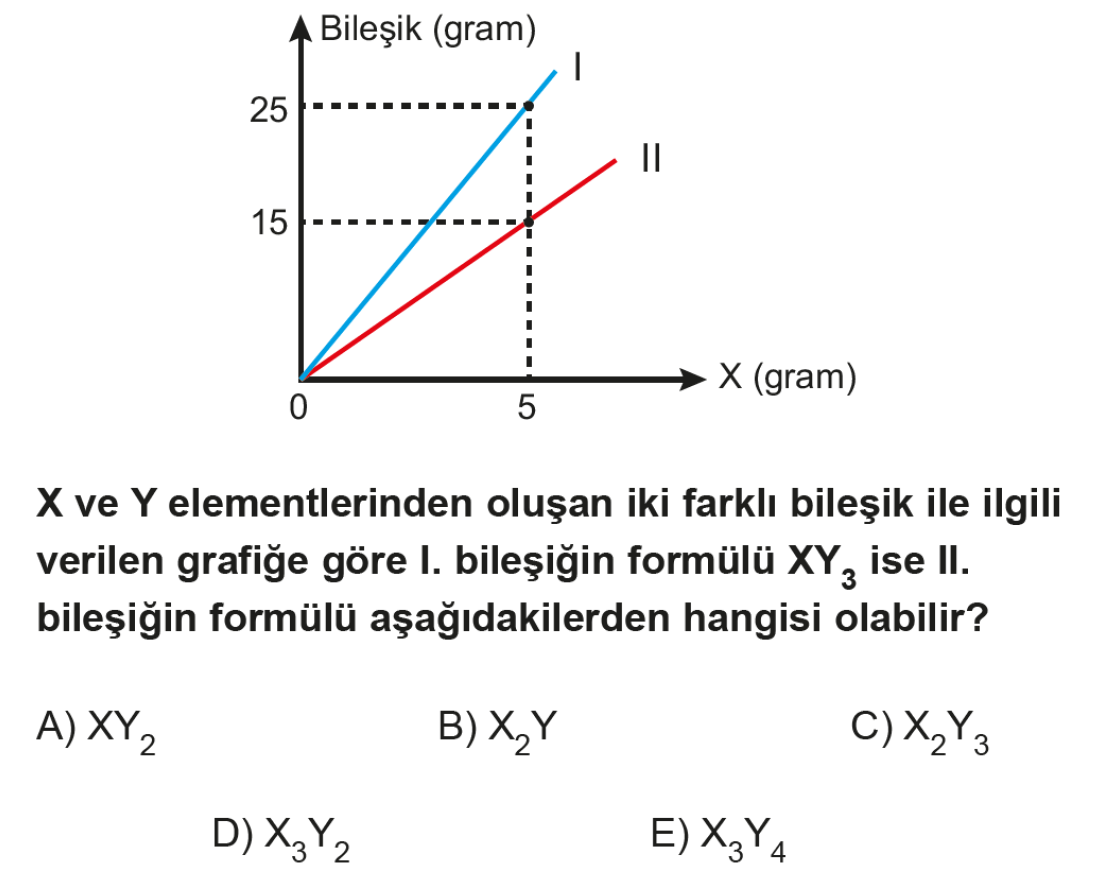 Bileşik (gram)
I
25
II
15
X (gram)
0
5
X ve Y elementlerinden oluşan iki farklı bileşik ile ilgili
verilen grafiğe göre I. bileşiğin formülü XY₃ ise II.
bileşiğin formülü aşağıdakilerden hangisi olabilir?
A) XY₂ B) X₂Y C) X₂Y₃
D) X₃Y₂ E) X₃Y₄